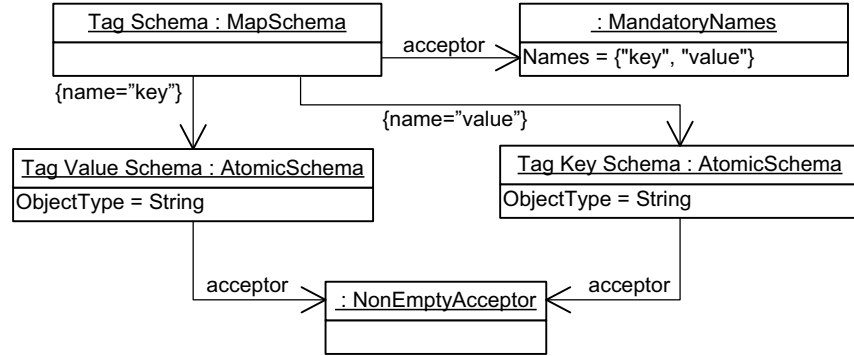 Tag Schema : MapSchema
acceptor
: MandatoryNames
Names = {"key", "value"}
{name="key"}
{name="value"}
Tag Value Schema : AtomicSchema
ObjectType = String
Tag Key Schema : AtomicSchema
ObjectType = String
acceptor
acceptor
: NonEmptyAcceptor